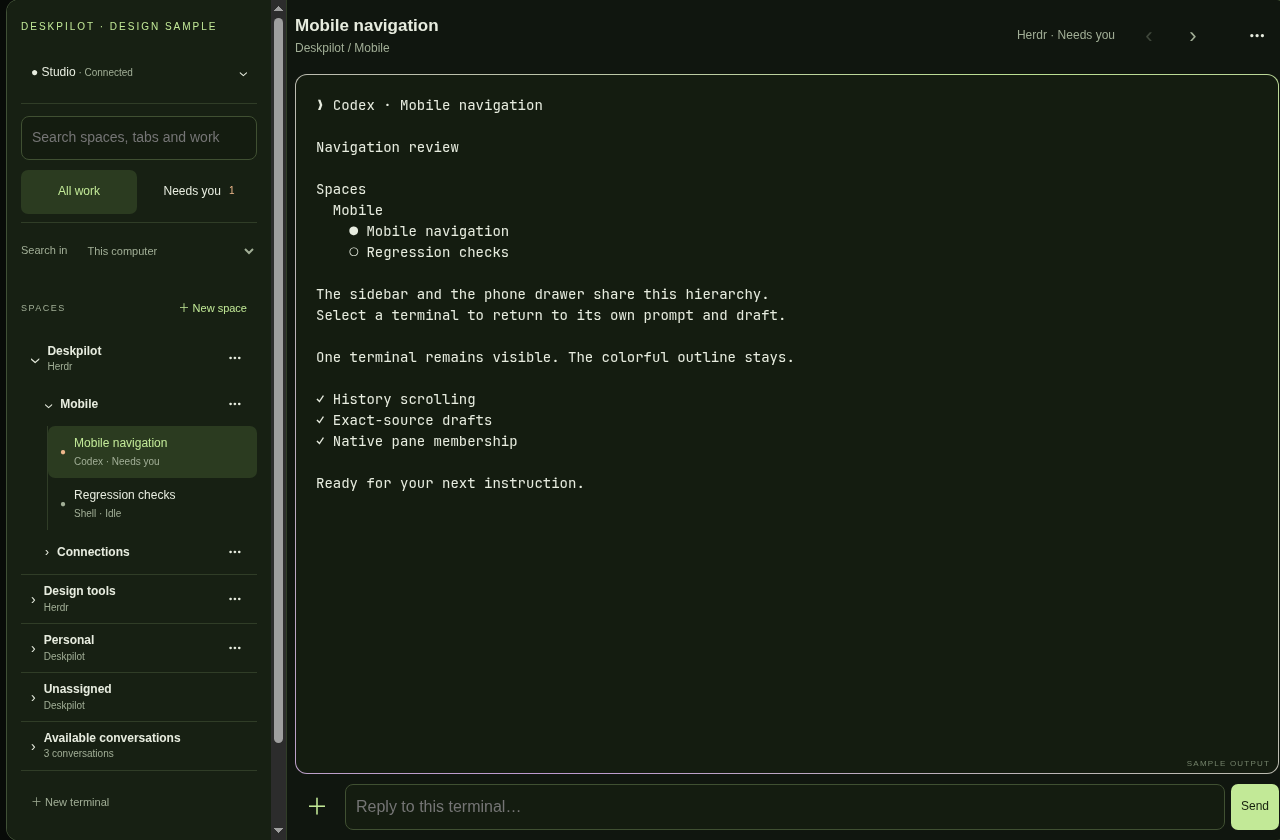 DESKPILOT · DESIGN SAMPLE
Studio · Connected
Search spaces, tabs and work
All work
Needs you 1
Search in This computer
SPACES
+ New space
Deskpilot
Herdr
Mobile
Mobile navigation
Codex · Needs you
Regression checks
Shell · Idle
Connections
Design tools
Herdr
Personal
Deskpilot
Unassigned
Deskpilot
Available conversations
3 conversations
+ New terminal
Mobile navigation
Deskpilot / Mobile
Herdr · Needs you
❯ Codex · Mobile navigation
Navigation review
Spaces
Mobile
● Mobile navigation
○ Regression checks
The sidebar and the phone drawer share this hierarchy.
Select a terminal to return to its own prompt and draft.
One terminal remains visible. The colorful outline stays.
✓ History scrolling
✓ Exact-source drafts
✓ Native pane membership
Ready for your next instruction.
SAMPLE OUTPUT
Reply to this terminal…
Send